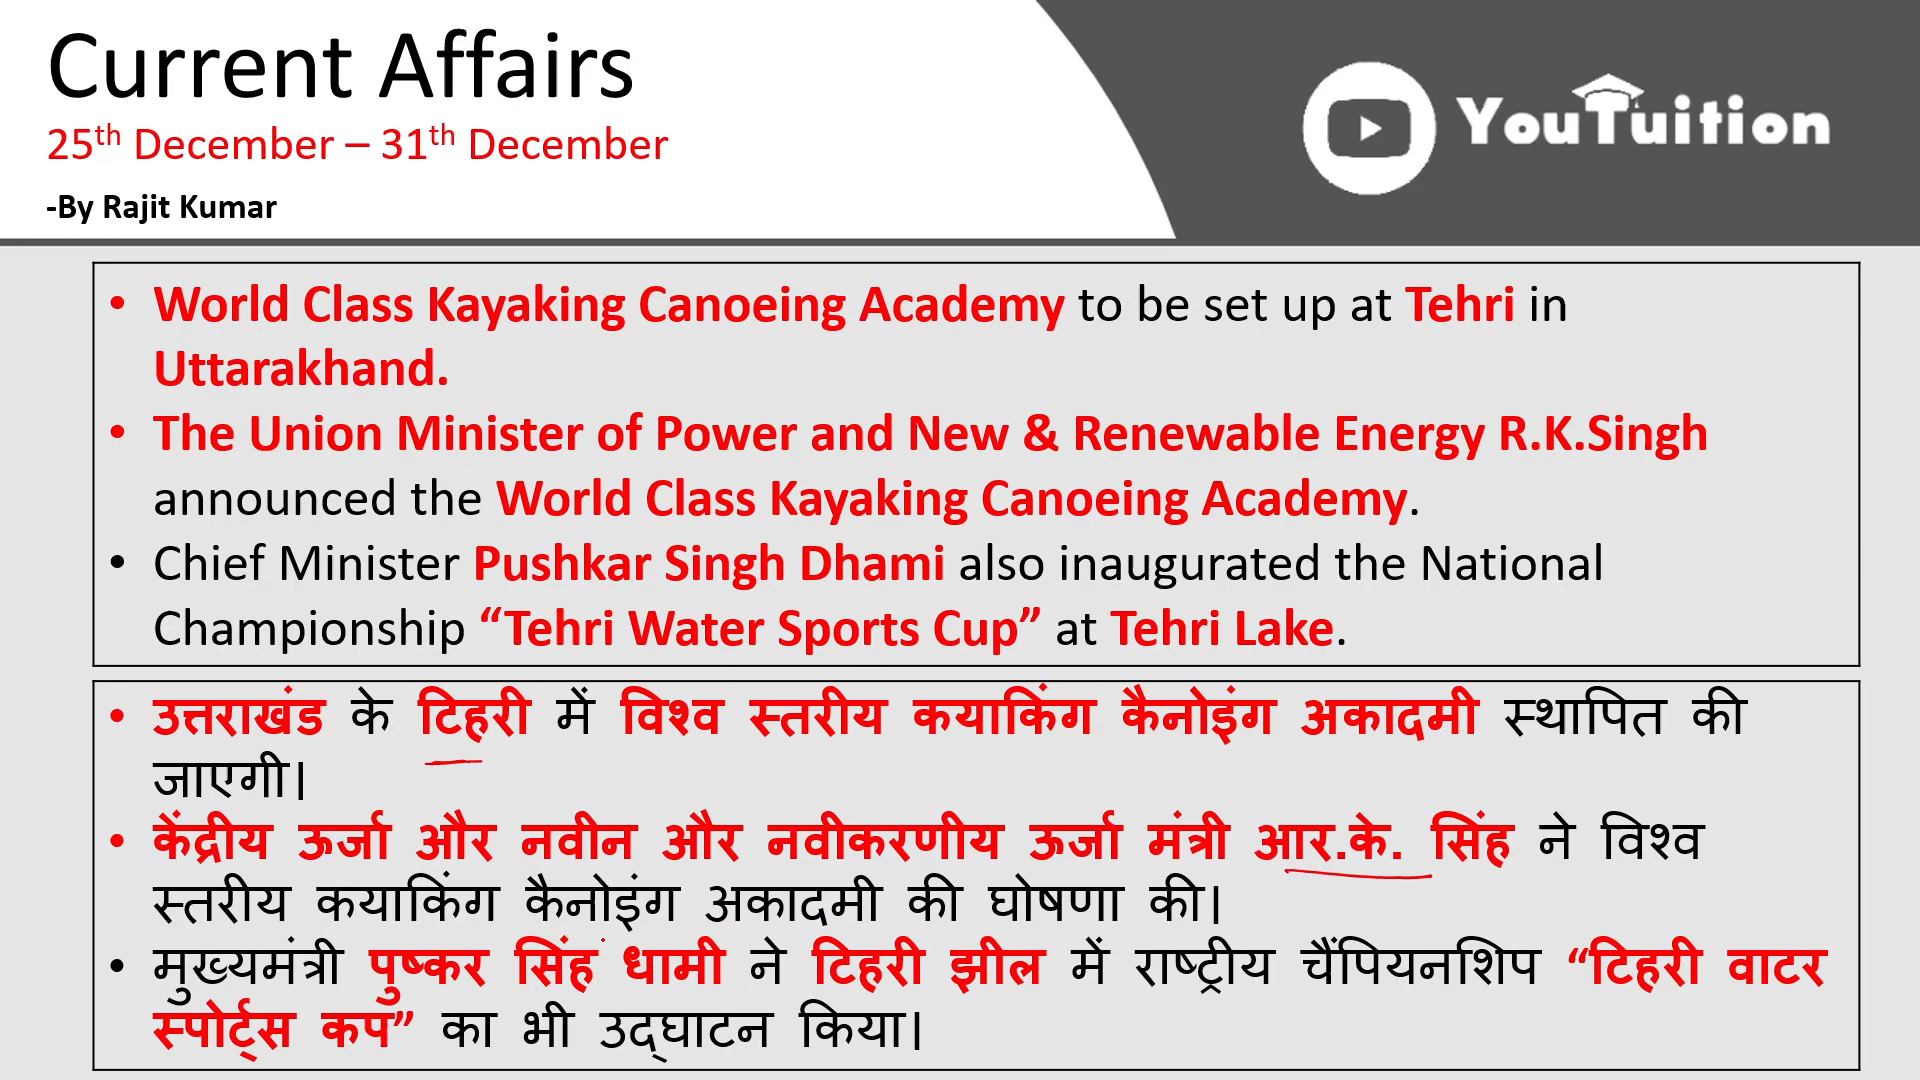 Current Affairs
25th December – 31th December
-By Rajit Kumar
YouTuition
• World Class Kayaking Canoeing Academy to be set up at Tehri in
Uttarakhand.
• The Union Minister of Power and New & Renewable Energy R.K.Singh
announced the World Class Kayaking Canoeing Academy.
• Chief Minister Pushkar Singh Dhami also inaugurated the National
Championship “Tehri Water Sports Cup” at Tehri Lake.
• उत्तराखंड के टिहरी में विश्व स्तरीय कयाकिंग कैनोइंग अकादमी स्थापित की
जाएगी।
• केंद्रीय ऊर्जा और नवीन और नवीकरणीय ऊर्जा मंत्री आर.के. सिंह ने विश्व
स्तरीय कयाकिंग कैनोइंग अकादमी की घोषणा की।
• मुख्यमंत्री पुष्कर सिंह धामी ने टिहरी झील में राष्ट्रीय चैंपियनशिप “टिहरी वाटर
स्पोर्ट्स कप” का भी उद्घाटन किया।